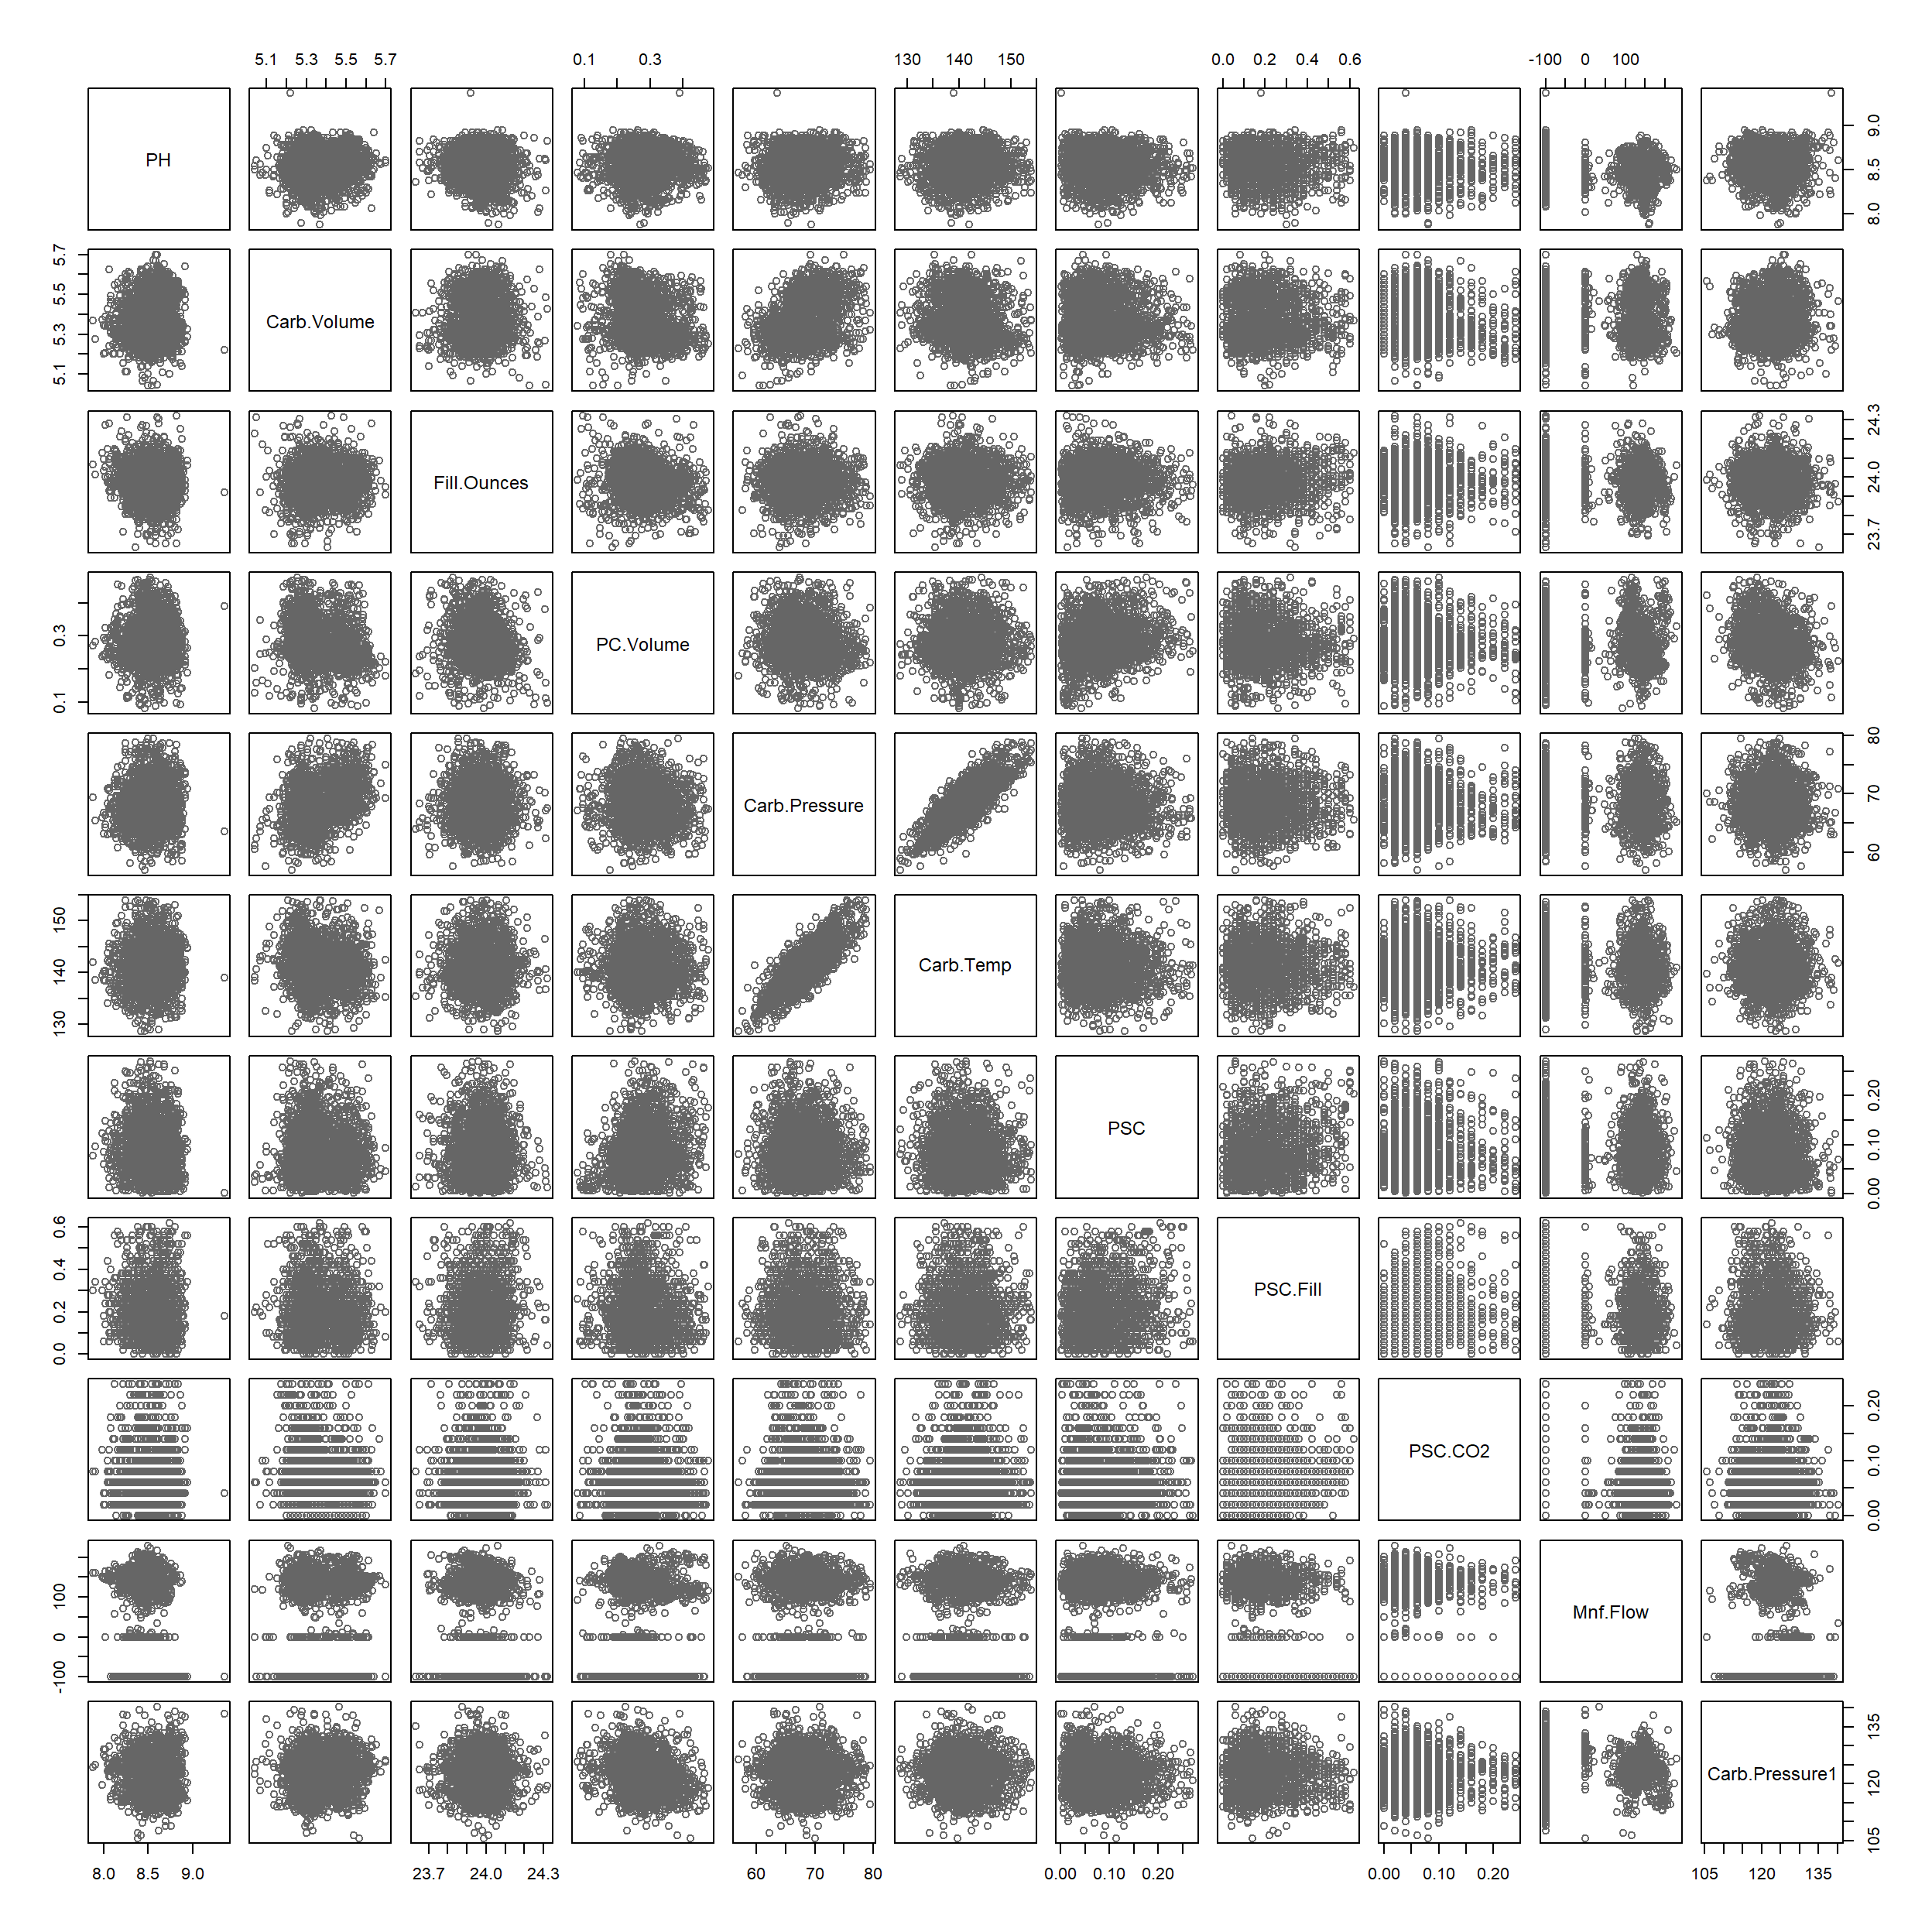 5.1 5.3 5.5 5.7 0.1 0.3 130 140 150 0.0 0.2 0.4 0.6 -100 0 100
PH 8.0 8.5 9.0
5.1 5.3 5.5 5.7 Carb.Volume
Fill.Ounces 23.7 24.0 24.3
0.1 0.3 PC.Volume
Carb.Pressure 60 70 80
130 140 150 Carb.Temp
PSC 0.00 0.10 0.20
0.0 0.2 0.4 0.6 PSC.Fill
PSC.CO2 0.00 0.10 0.20
-100 0 100 Mnf.Flow
Carb.Pressure1 105 120 135
8.0 8.5 9.0 23.7 24.0 24.3 60 70 80 0.00 0.10 0.20 0.00 0.10 0.20 105 120 135